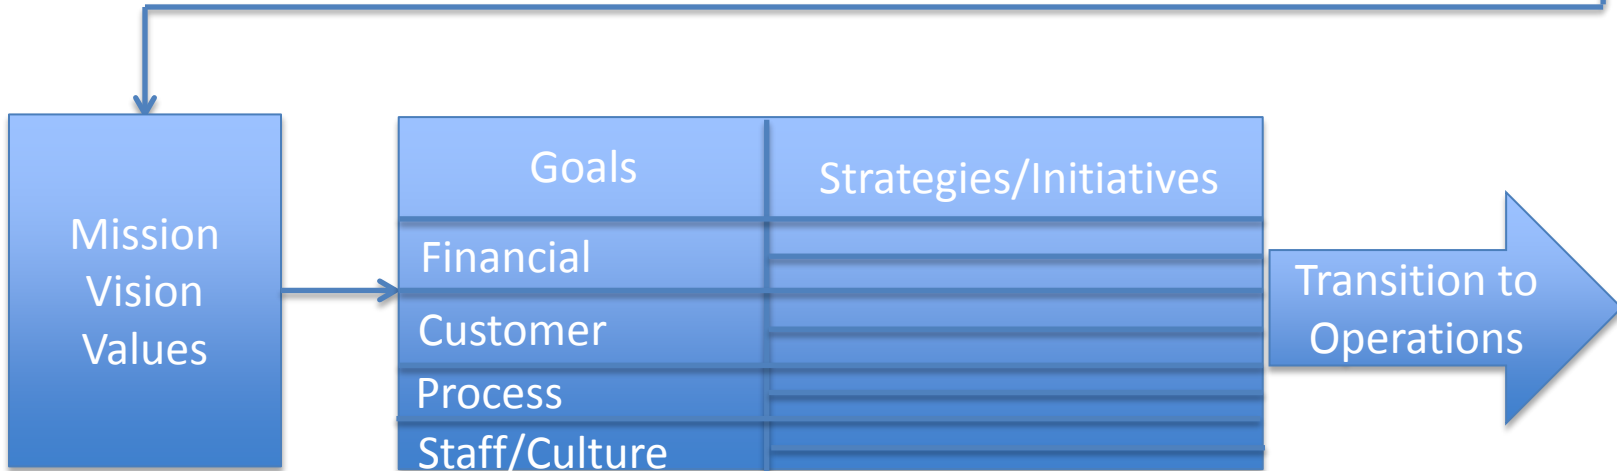 Mission
Vision
Values
Goals
Strategies/Initiatives
Financial
Customer
Process
Staff/Culture
Transition to
Operations